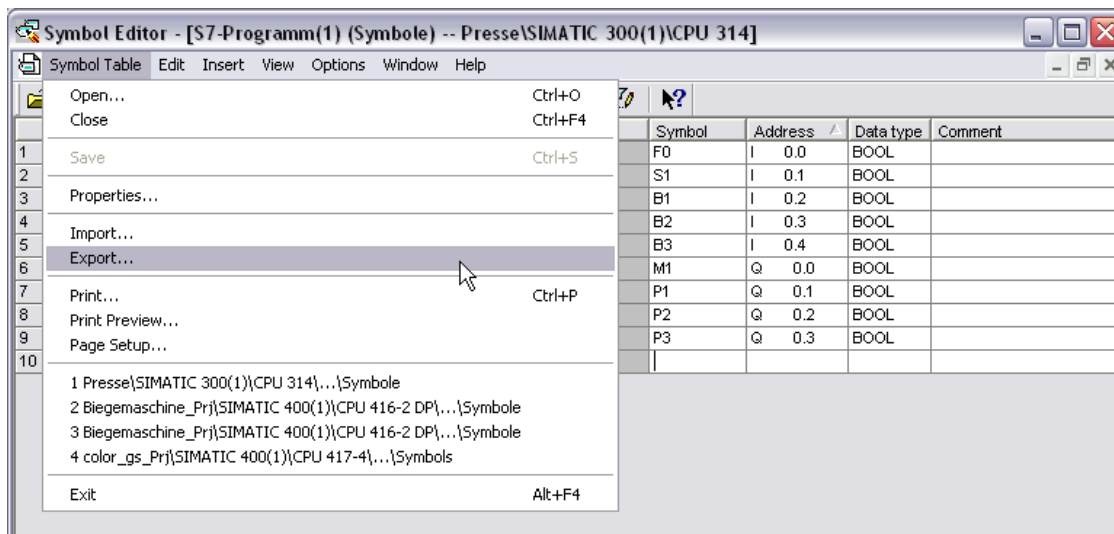 Symbol Editor - [S7-Programm(1) (Symbole) -- Presse\SIMATIC 300(1)\CPU 314]
Symbol Table Edit Insert View Options Window Help
Open... Ctrl+O
Close Ctrl+F4
Save Ctrl+S
Properties...
Import...
Export...
Print... Ctrl+P
Print Preview...
Page Setup...
1 Presse\SIMATIC 300(1)\CPU 314\...\Symbole
2 Biegemaschine_Prj\SIMATIC 400(1)\CPU 416-2 DP\...\Symbole
3 Biegemaschine_Prj\SIMATIC 400(1)\CPU 416-2 DP\...\Symbole
4 color_gs_Prj\SIMATIC 400(1)\CPU 417-4\...\Symbols
Exit Alt+F4
Symbol Address Data type Comment
1 F0 I 0.0 BOOL
2 S1 I 0.1 BOOL
3 B1 I 0.2 BOOL
4 B2 I 0.3 BOOL
5 B3 I 0.4 BOOL
6 M1 Q 0.0 BOOL
7 P1 Q 0.1 BOOL
8 P2 Q 0.2 BOOL
9 P3 Q 0.3 BOOL
10